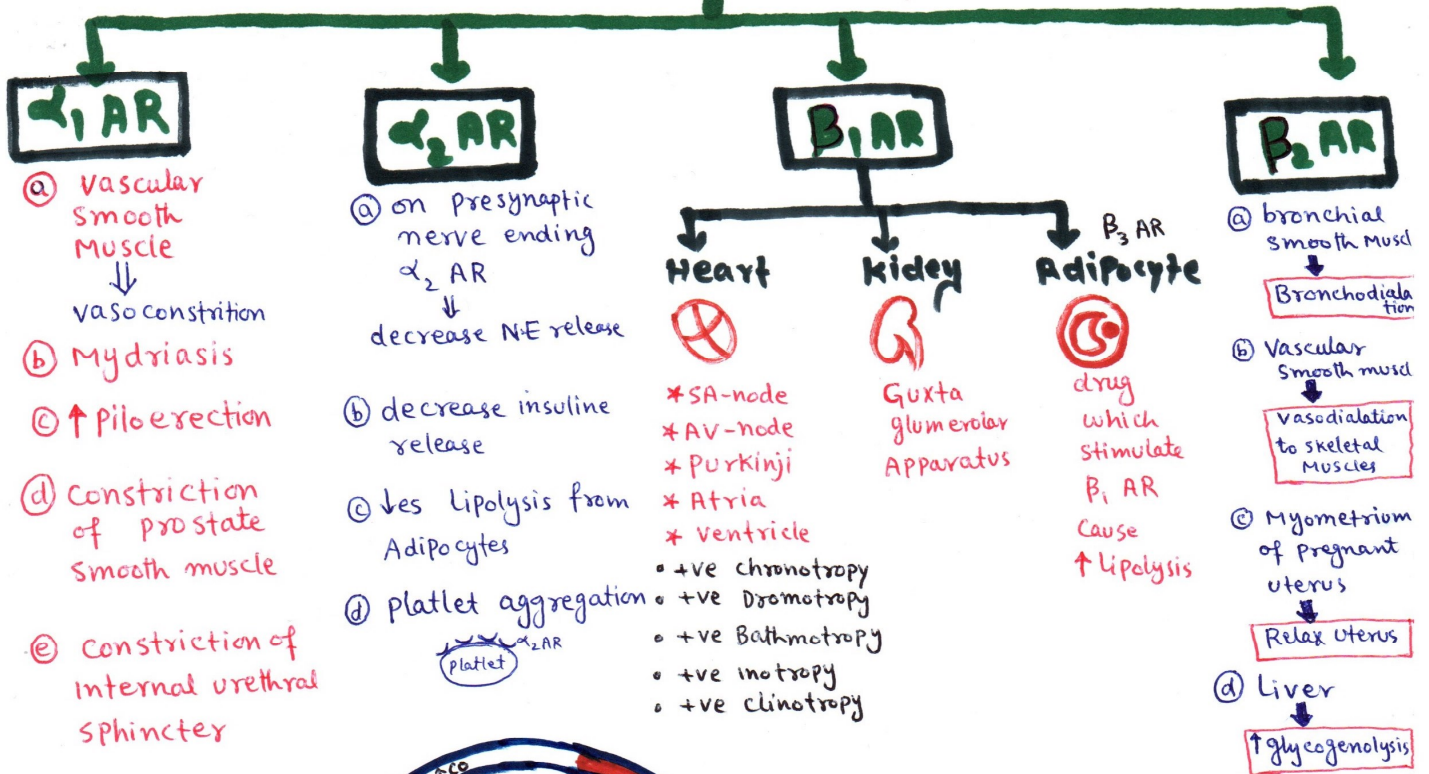 α1 AR
ⓐ Vascular
Smooth
Muscle
⇓
vasoconstrition
ⓑ Mydriasis
ⓒ ↑ Piloerection
ⓓ Constriction
of prostate
Smooth muscle
ⓔ Constriction of
internal urethral
sphincter
α2 AR
ⓐ on presynaptic
nerve ending
α2 AR
⇓
decrease N·E release
ⓑ decrease insuline
release
ⓒ ↓es Lipolysis from
Adipocytes
ⓓ platlet aggregation
α2AR
platlet
β1 AR
Heart
* SA-node
* AV-node
* Purkinji
* Atria
* ventricle
• +ve chronotropy
• +ve Dromotropy
• +ve Bathmotropy
• +ve inotropy
• +ve clinotropy
kidey
Guxta
glumerolar
Apparatus
β3 AR
Adipocyte
drug
which
stimulate
β1 AR
Cause
↑ Lipolysis
β2 AR
ⓐ bronchial
smooth Muscl
Bronchodiala
tion
ⓑ Vascular
Smooth muscl
vasodialation
to skeletal
Muscles
ⓒ Myometrium
of pregnant
uterus
Relax uterus
ⓓ Liver
↑ glycogenolysis
↑CO